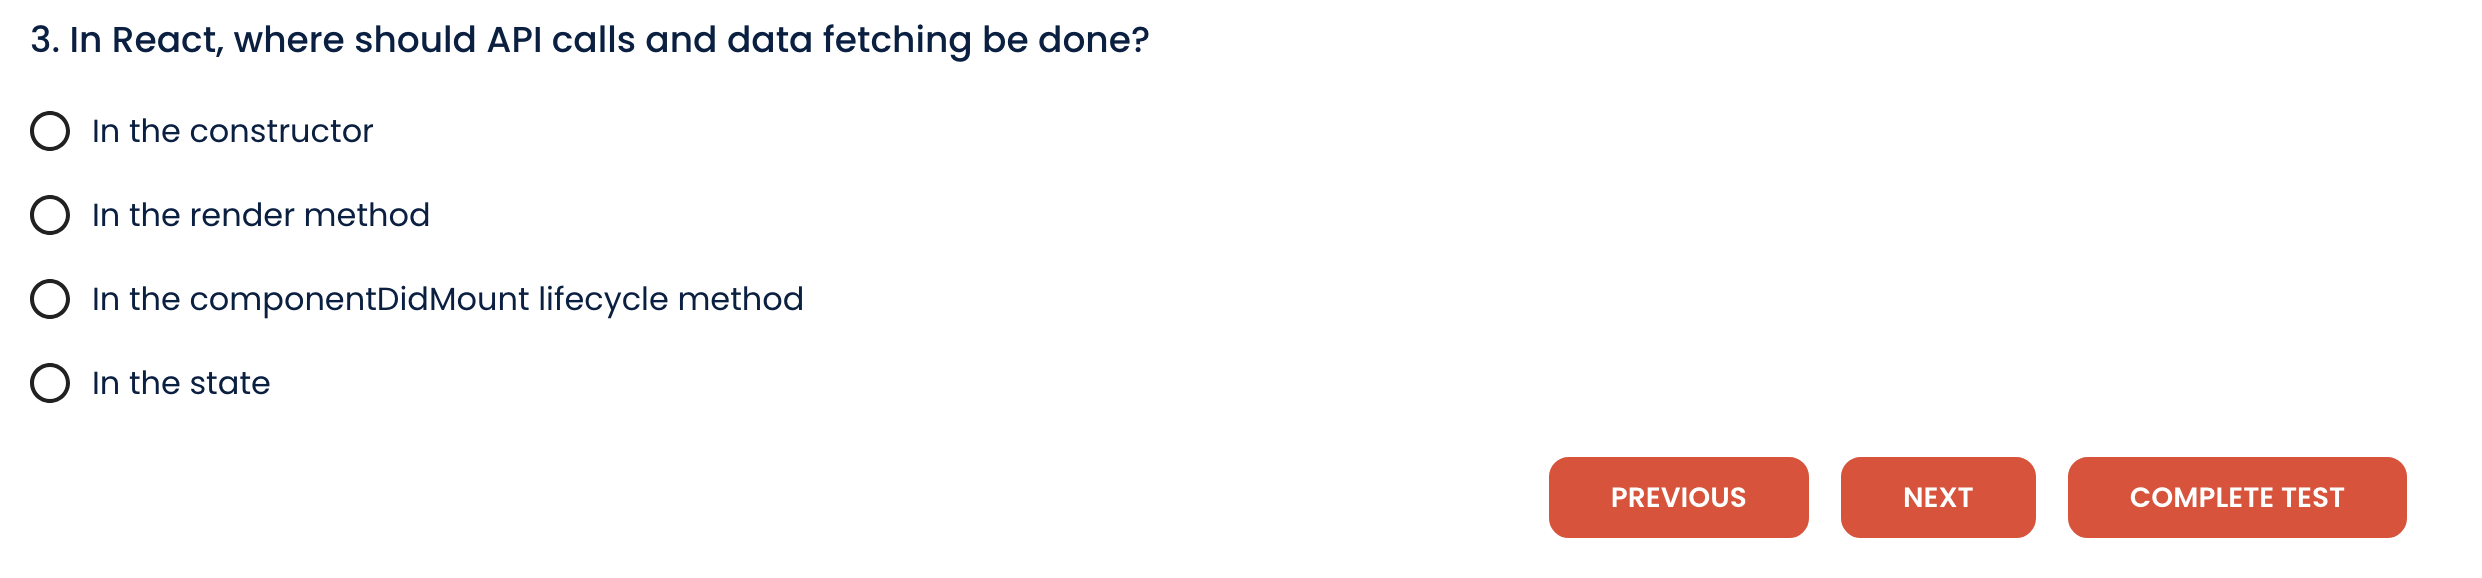 3. In React, where should API calls and data fetching be done?
In the constructor
In the render method
In the componentDidMount lifecycle method
In the state
PREVIOUS
NEXT
COMPLETE TEST